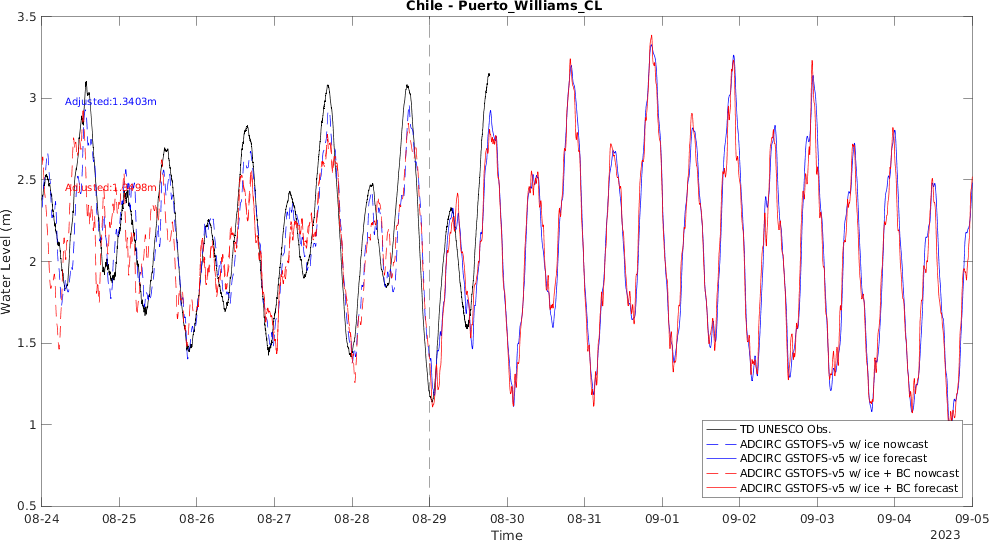 Chile - Puerto_Williams_CL
3.5
3
2.5
2
1.5
1
0.5
Water Level (m)
Adjusted:1.3403m
08-24
08-25
08-26
08-27
08-28
08-29
08-30
08-31
09-01
09-02
09-03
09-04
09-05
Time
2023
TD UNESCO Obs.
ADCIRC GSTOFS-v5 w/ ice nowcast
ADCIRC GSTOFS-v5 w/ ice forecast
ADCIRC GSTOFS-v5 w/ ice + BC nowcast
ADCIRC GSTOFS-v5 w/ ice + BC forecast